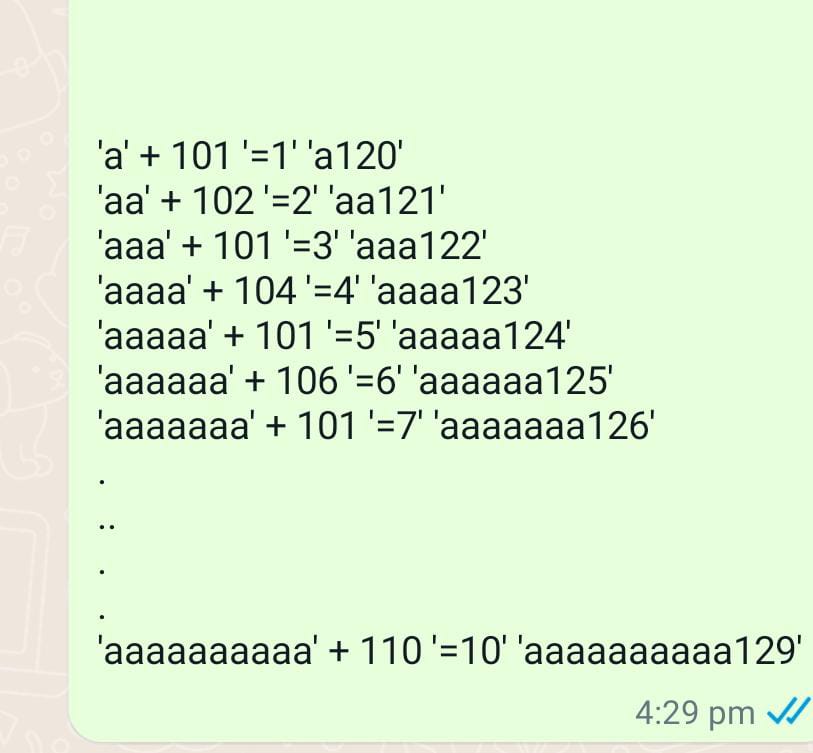 'a' + 101 '=1' 'a120'
'aa' + 102 '=2' 'aa121'
'aaa' + 101 '=3' 'aaa122'
'aaaa' + 104 '=4' 'aaaa123'
'aaaaa' + 101 '=5' 'aaaaa124'
'aaaaaa' + 106 '=6' 'aaaaaa125'
'aaaaaaa' + 101 '=7' 'aaaaaaa126'
.
..
.
.
'aaaaaaaaaa' + 110 '=10' 'aaaaaaaaaa129'
4:29 pm